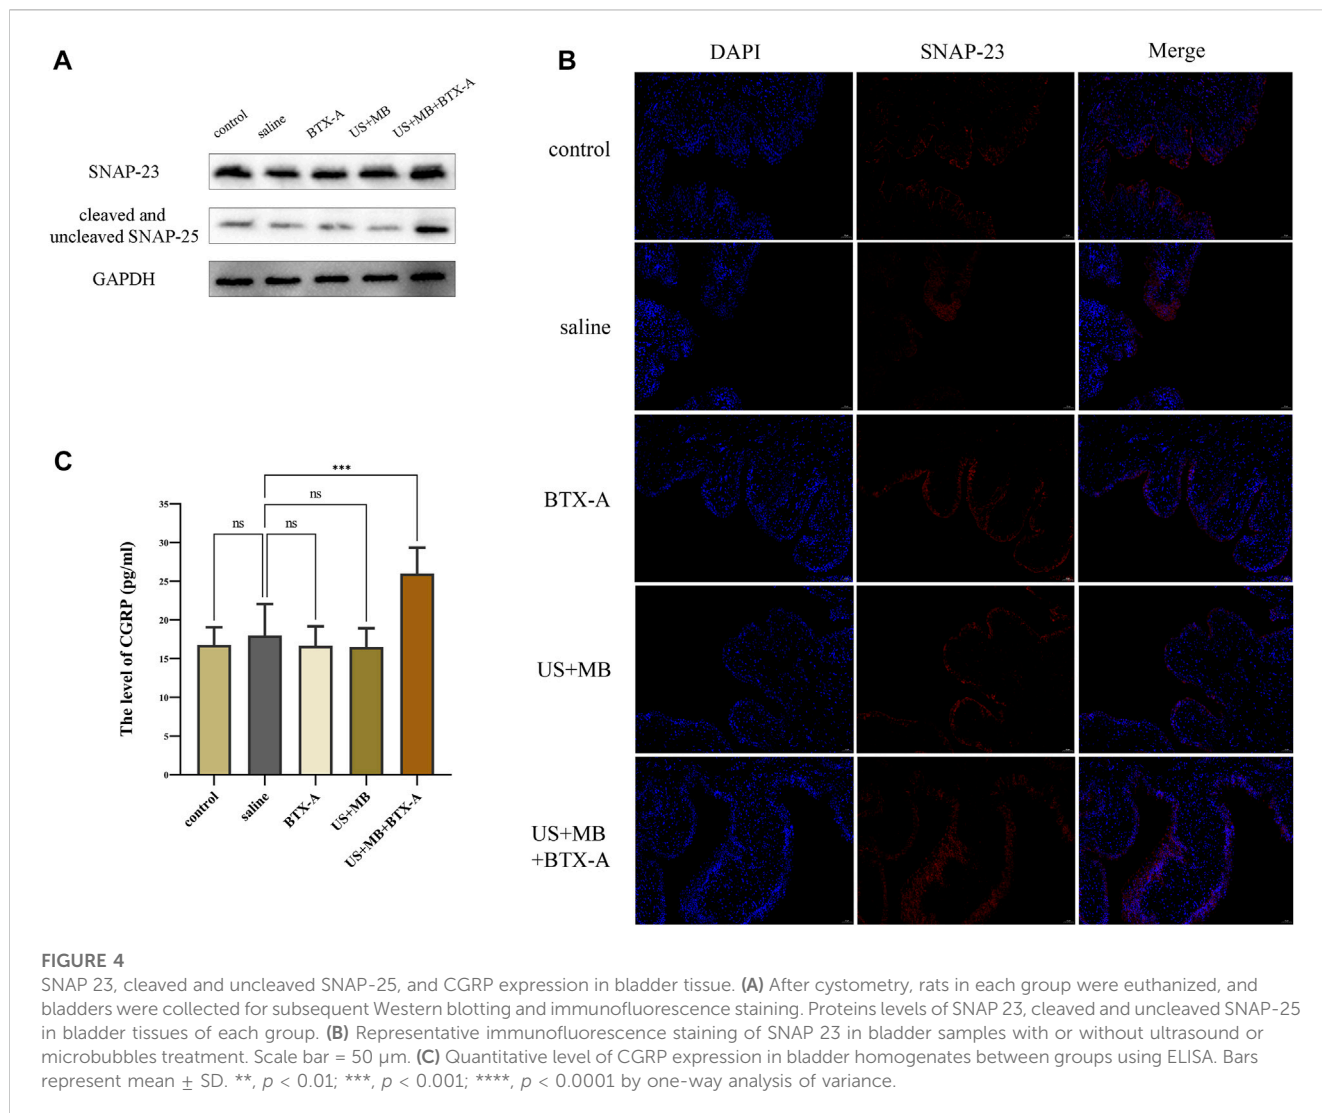 A
control
saline
BTX-A
US+MB
US+MB+BTX-A
SNAP-23
cleaved and
uncleaved SNAP-25
GAPDH
B
DAPI
SNAP-23
Merge
control
saline
BTX-A
US+MB
US+MB
+BTX-A
C
***
ns
ns
ns
The level of CGRP (pg/ml)
35
30
25
20
15
10
5
0
control
saline
BTX-A
US+MB
US+MB+BTX-A
FIGURE 4
SNAP 23, cleaved and uncleaved SNAP-25, and CGRP expression in bladder tissue. (A) After cystometry, rats in each group were euthanized, and
bladders were collected for subsequent Western blotting and immunofluorescence staining. Proteins levels of SNAP 23, cleaved and uncleaved SNAP-25
in bladder tissues of each group. (B) Representative immunofluorescence staining of SNAP 23 in bladder samples with or without ultrasound or
microbubbles treatment. Scale bar = 50 μm. (C) Quantitative level of CGRP expression in bladder homogenates between groups using ELISA. Bars
represent mean ± SD. **, p < 0.01; ***, p < 0.001; ****, p < 0.0001 by one-way analysis of variance.